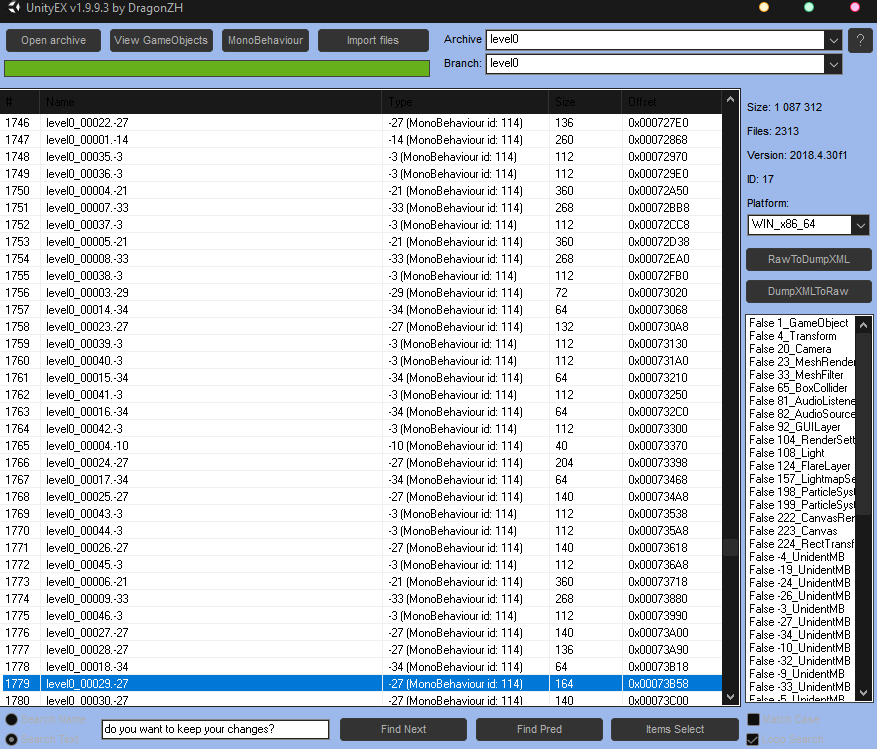 UnityEX v1.9.9.3 by DragonZH
Open archive View GameObjects MonoBehaviour Import files Archive level0 ?
Branch: level0
# Name Type Size Offset
1746 level0_00022.-27 -27 (MonoBehaviour id: 114) 136 0x000727E0
1747 level0_00001.-14 -14 (MonoBehaviour id: 114) 260 0x00072868
1748 level0_00035.-3 -3 (MonoBehaviour id: 114) 112 0x00072970
1749 level0_00036.-3 -3 (MonoBehaviour id: 114) 112 0x000729E0
1750 level0_00004.-21 -21 (MonoBehaviour id: 114) 360 0x00072A50
1751 level0_00007.-33 -33 (MonoBehaviour id: 114) 268 0x00072BB8
1752 level0_00037.-3 -3 (MonoBehaviour id: 114) 112 0x00072CC8
1753 level0_00005.-21 -21 (MonoBehaviour id: 114) 360 0x00072D38
1754 level0_00008.-33 -33 (MonoBehaviour id: 114) 268 0x00072EA0
1755 level0_00038.-3 -3 (MonoBehaviour id: 114) 112 0x00072FB0
1756 level0_00003.-29 -29 (MonoBehaviour id: 114) 72 0x00073020
1757 level0_00014.-34 -34 (MonoBehaviour id: 114) 64 0x00073068
1758 level0_00023.-27 -27 (MonoBehaviour id: 114) 132 0x000730A8
1759 level0_00039.-3 -3 (MonoBehaviour id: 114) 112 0x00073130
1760 level0_00040.-3 -3 (MonoBehaviour id: 114) 112 0x000731A0
1761 level0_00015.-34 -34 (MonoBehaviour id: 114) 64 0x00073210
1762 level0_00041.-3 -3 (MonoBehaviour id: 114) 112 0x00073250
1763 level0_00016.-34 -34 (MonoBehaviour id: 114) 64 0x000732C0
1764 level0_00042.-3 -3 (MonoBehaviour id: 114) 112 0x00073300
1765 level0_00004.-10 -10 (MonoBehaviour id: 114) 40 0x00073370
1766 level0_00024.-27 -27 (MonoBehaviour id: 114) 204 0x00073398
1767 level0_00017.-34 -34 (MonoBehaviour id: 114) 64 0x00073468
1768 level0_00025.-27 -27 (MonoBehaviour id: 114) 140 0x000734A8
1769 level0_00043.-3 -3 (MonoBehaviour id: 114) 112 0x00073538
1770 level0_00044.-3 -3 (MonoBehaviour id: 114) 112 0x000735A8
1771 level0_00026.-27 -27 (MonoBehaviour id: 114) 140 0x00073618
1772 level0_00045.-3 -3 (MonoBehaviour id: 114) 112 0x000736A8
1773 level0_00006.-21 -21 (MonoBehaviour id: 114) 360 0x00073718
1774 level0_00009.-33 -33 (MonoBehaviour id: 114) 268 0x00073880
1775 level0_00046.-3 -3 (MonoBehaviour id: 114) 112 0x00073990
1776 level0_00027.-27 -27 (MonoBehaviour id: 114) 140 0x00073A00
1777 level0_00028.-27 -27 (MonoBehaviour id: 114) 136 0x00073A90
1778 level0_00018.-34 -34 (MonoBehaviour id: 114) 64 0x00073B18
1779 level0_00029.-27 -27 (MonoBehaviour id: 114) 164 0x00073B58
1780 level0_00030.-27 -27 (MonoBehaviour id: 114) 140 0x00073C00
Size: 1 087 312
Files: 2313
Version: 2018.4.30f1
ID: 17
Platform:
WIN_x86_64
RawToDumpXML
DumpXMLToRaw
False 1_GameObject
False 4_Transform
False 20_Camera
False 23_MeshRender
False 33_MeshFilter
False 65_BoxCollider
False 81_AudioListene
False 82_AudioSource
False 92_GUILayer
False 104_RenderSett
False 108_Light
False 124_FlareLayer
False 157_LightmapSe
False 198_ParticleSyst
False 199_ParticleSyst
False 222_CanvasRen
False 223_Canvas
False 224_RectTransf
False -4_UnidentMB
False -19_UnidentMB
False -24_UnidentMB
False -26_UnidentMB
False -3_UnidentMB
False -27_UnidentMB
False -34_UnidentMB
False -10_UnidentMB
False -32_UnidentMB
False -9_UnidentMB
False -33_UnidentMB
False -5_UnidentMB
Search Name
Search Text do you want to keep your changes? Find Next Find Pred Items Select
Match Case
Loop Search